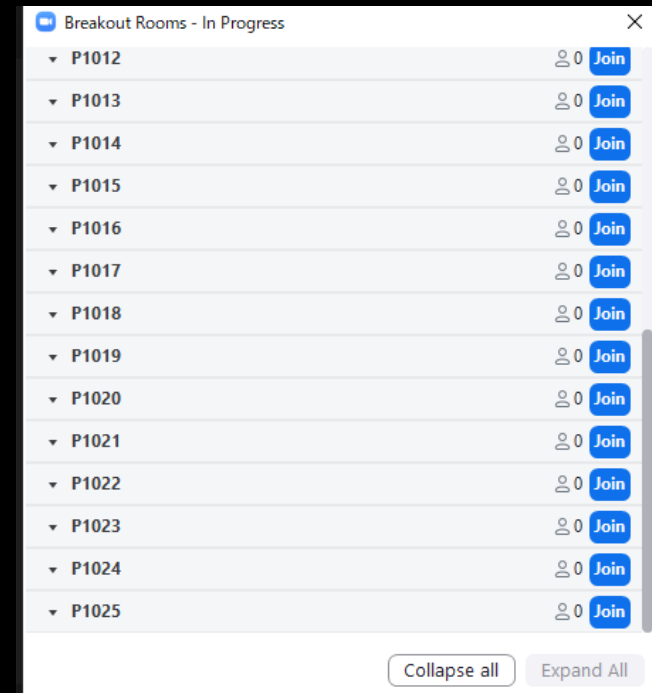 Breakout Rooms - In Progress
P1012 0 Join
P1013 0 Join
P1014 0 Join
P1015 0 Join
P1016 0 Join
P1017 0 Join
P1018 0 Join
P1019 0 Join
P1020 0 Join
P1021 0 Join
P1022 0 Join
P1023 0 Join
P1024 0 Join
P1025 0 Join
Collapse all Expand All